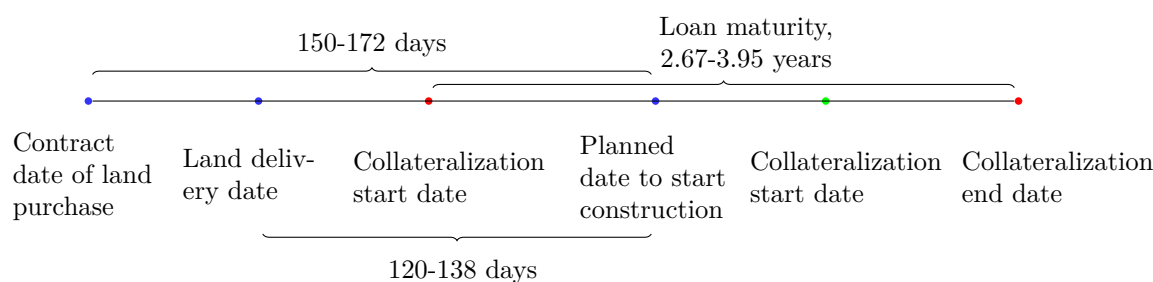 150-172 days
Loan maturity,
2.67-3.95 years
Contract
date of land
purchase
Land deliv-
ery date
Collateralization
start date
Planned
date to start
construction
Collateralization
start date
Collateralization
end date
120-138 days